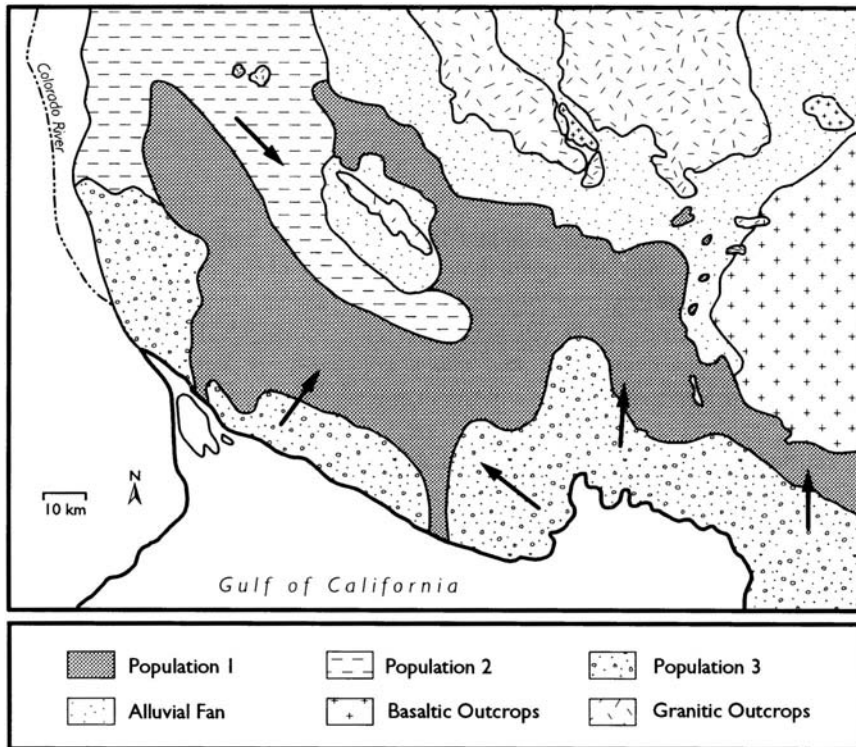 Colorado River
N
10 km
Gulf of California
Population 1
Population 2
Population 3
Alluvial Fan
Basaltic Outcrops
Granitic Outcrops